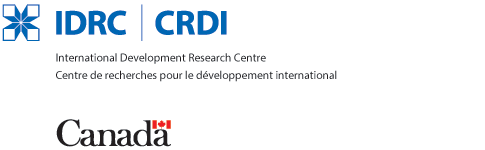 IDRC | CRDI
International Development Research Centre
Centre de recherches pour le développement international
Canada